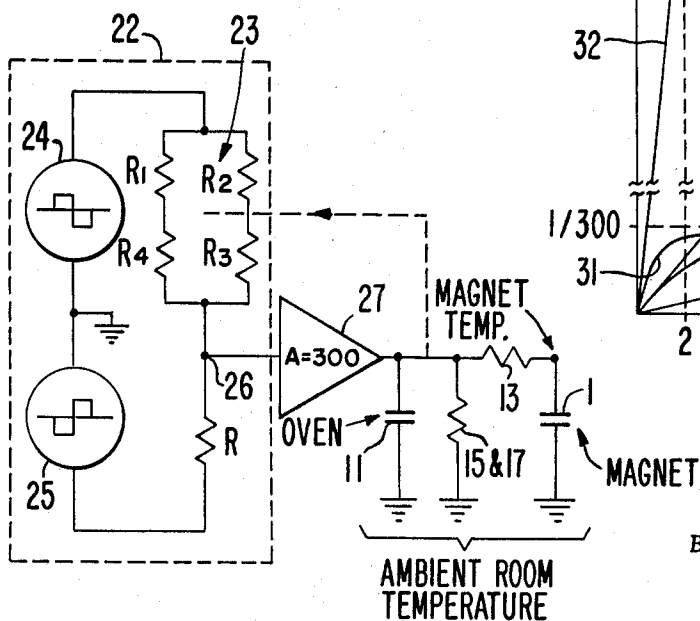 22
23
32
24
R1
R2
1/300
R4
R3
31
27
MAGNET
TEMP.
2
A=300
26
13
1
OVEN
R
11
15&17
MAGNET
25
B
AMBIENT ROOM
TEMPERATURE